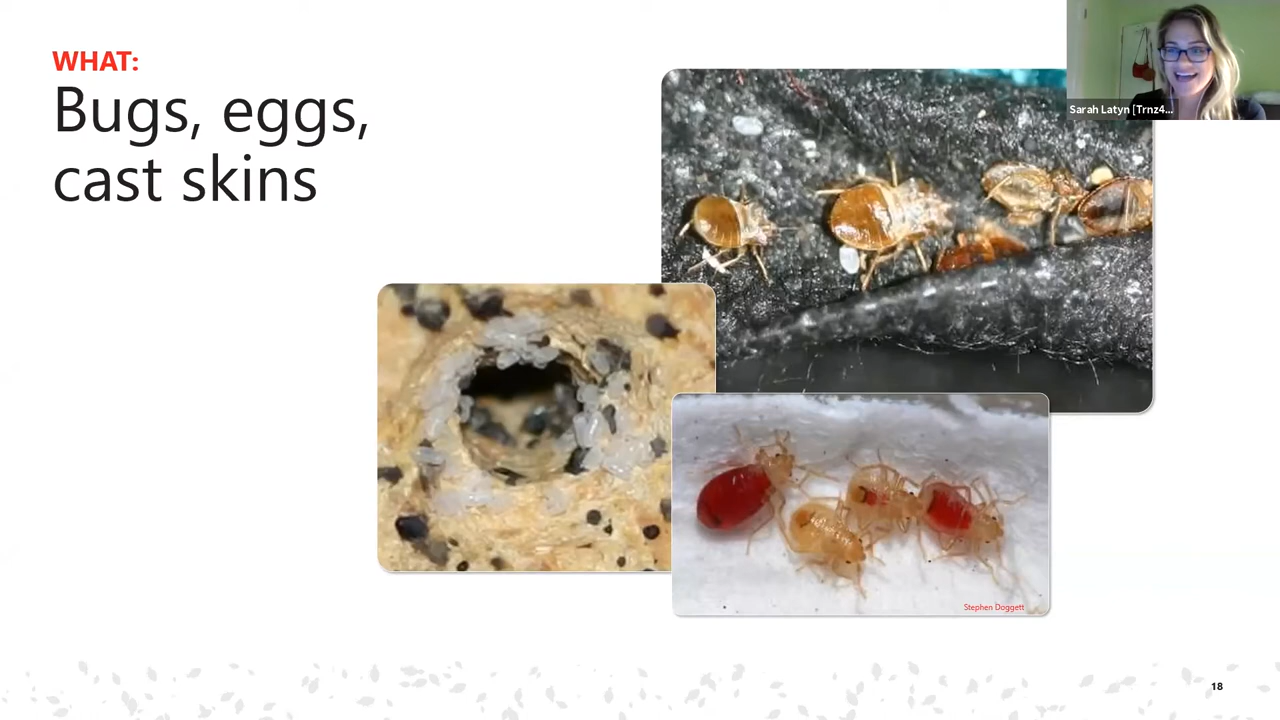 WHAT:
Bugs, eggs,
cast skins
Sarah Latyn [Trnz4...
Stephen Doggett
18